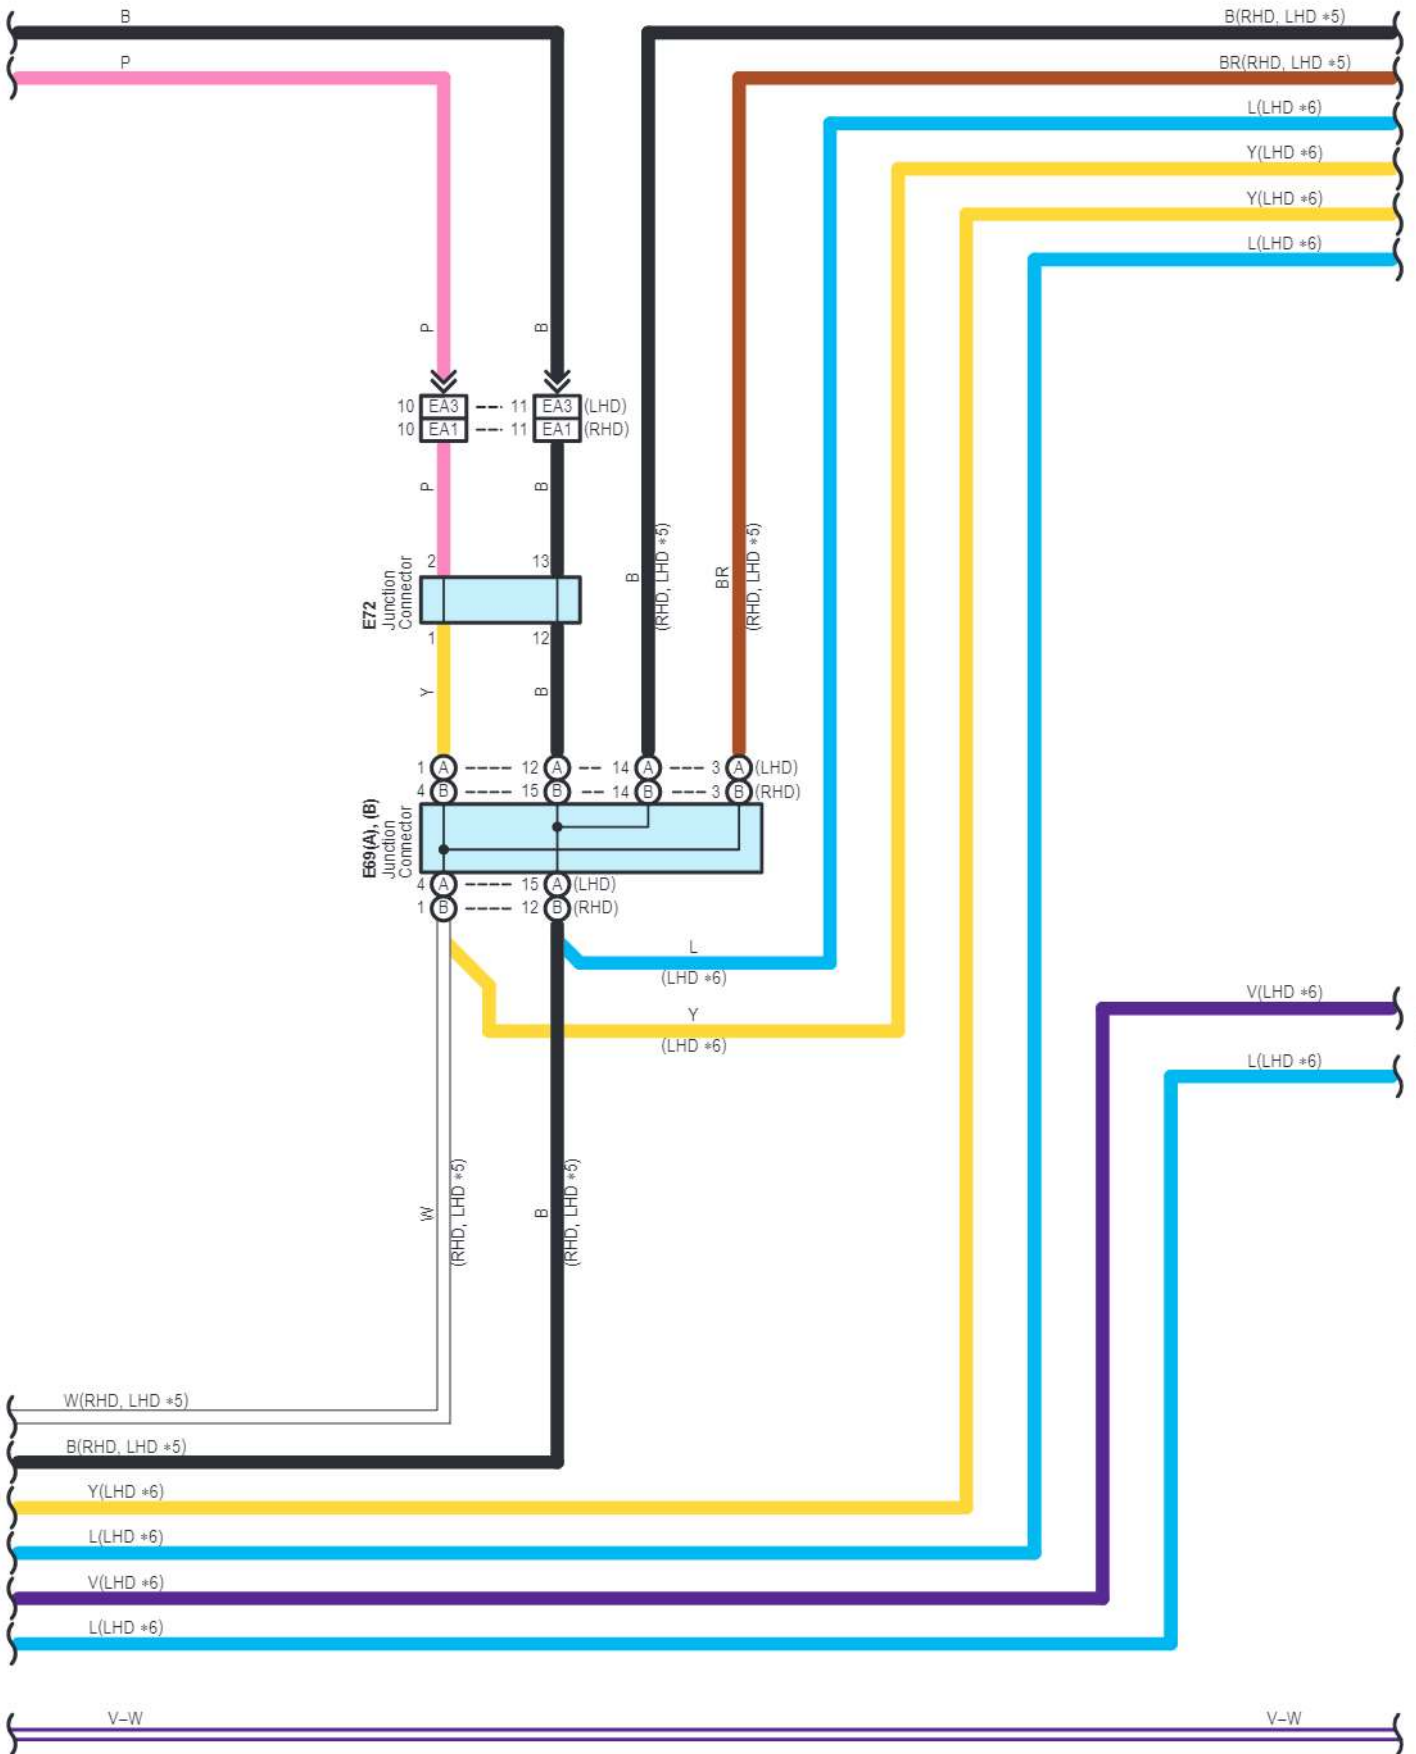 B
B(RHD, LHD *5)
P
BR(RHD, LHD *5)
L(LHD *6)
Y(LHD *6)
Y(LHD *6)
L(LHD *6)
P
B
10 EA3 11 EA3 (LHD)
10 EA1 11 EA1 (RHD)
P
B
B
(RHD, LHD *5)
BR
(RHD, LHD *5)
2
13
E72
Junction
Connector
1
12
Y
B
1 A 12 A 14 A 3 A (LHD)
4 B 15 B 14 B 3 B (RHD)
E69(A), (B)
Junction
Connector
4 A 15 A (LHD)
1 B 12 B (RHD)
L
(LHD *6)
Y
(LHD *6)
V(LHD *6)
L(LHD *6)
W
(RHD, LHD *5)
B
(RHD, LHD *5)
W(RHD, LHD *5)
B(RHD, LHD *5)
Y(LHD *6)
L(LHD *6)
V(LHD *6)
L(LHD *6)
V–W
V–W